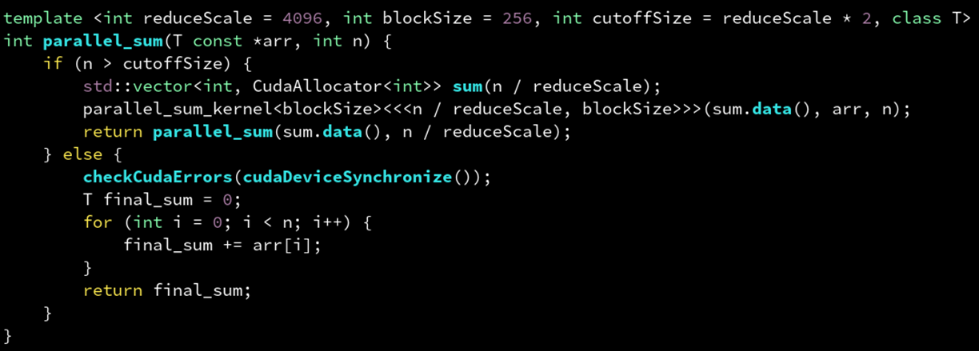 template <int reduceScale = 4096, int blockSize = 256, int cutoffSize = reduceScale * 2, class T>
int parallel_sum(T const *arr, int n) {
    if (n > cutoffSize) {
        std::vector<int, CudaAllocator<int>> sum(n / reduceScale);
        parallel_sum_kernel<blockSize><<<n / reduceScale, blockSize>>>(sum.data(), arr, n);
        return parallel_sum(sum.data(), n / reduceScale);
    } else {
        checkCudaErrors(cudaDeviceSynchronize());
        T final_sum = 0;
        for (int i = 0; i < n; i++) {
            final_sum += arr[i];
        }
        return final_sum;
    }
}